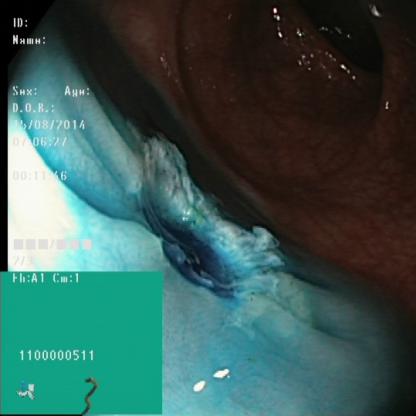 ID:
Name:
Sex: Age:
D.O.B.:
15/08/2014
07:06:27
00:11:46
2/3
Eh:A1 Cm:1
1100000511